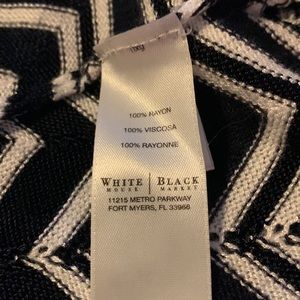 100% RAYON
100% VISCOSA
100% RAYONNE
WHITE HOUSE | BLACK MARKET
11215 METRO PARKWAY
FORT MYERS, FL 33966